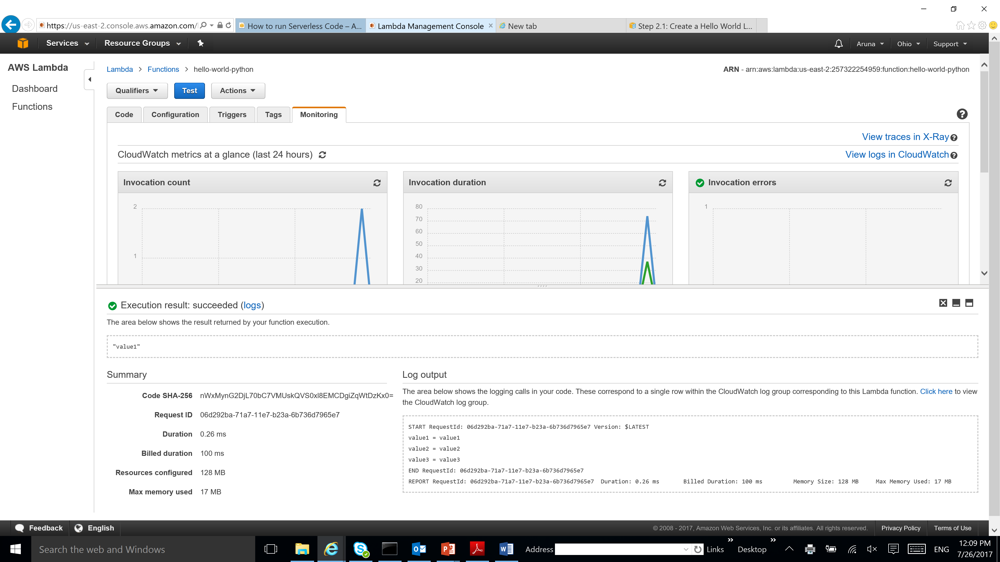 https://us-east-2.console.aws.amazon.com/
How to run Serverless Code – A...
Lambda Management Console
New tab
Step 2.1: Create a Hello World L...
Services
Resource Groups
Aruna
Ohio
Support
AWS Lambda
Dashboard
Functions
Lambda > Functions > hello-world-python
ARN - arn:aws:lambda:us-east-2:257322254959:function:hello-world-python
Qualifiers
Test
Actions
Code
Configuration
Triggers
Tags
Monitoring
View traces in X-Ray
CloudWatch metrics at a glance (last 24 hours)
View logs in CloudWatch
Invocation count
2
1
Invocation duration
80
70
60
50
40
30
20
Invocation errors
1
Execution result: succeeded (logs)
The area below shows the result returned by your function execution.
"value1"
Summary
Code SHA-256 nWxMynG2DjL70bC7VMUskQVS0xl8EMCDgiZqWtDzKx0=
Request ID 06d292ba-71a7-11e7-b23a-6b736d7965e7
Duration 0.26 ms
Billed duration 100 ms
Resources configured 128 MB
Max memory used 17 MB
Log output
The area below shows the logging calls in your code. These correspond to a single row within the CloudWatch log group corresponding to this Lambda function. Click here to view
the CloudWatch log group.
START RequestId: 06d292ba-71a7-11e7-b23a-6b736d7965e7 Version: $LATEST
value1 = value1
value2 = value2
value3 = value3
END RequestId: 06d292ba-71a7-11e7-b23a-6b736d7965e7
REPORT RequestId: 06d292ba-71a7-11e7-b23a-6b736d7965e7 Duration: 0.26 ms Billed Duration: 100 ms Memory Size: 128 MB Max Memory Used: 17 MB
Feedback
English
© 2008 - 2017, Amazon Web Services, Inc. or its affiliates. All rights reserved.
Privacy Policy
Terms of Use
Search the web and Windows
Address
Links
Desktop
ENG
12:09 PM
7/26/2017